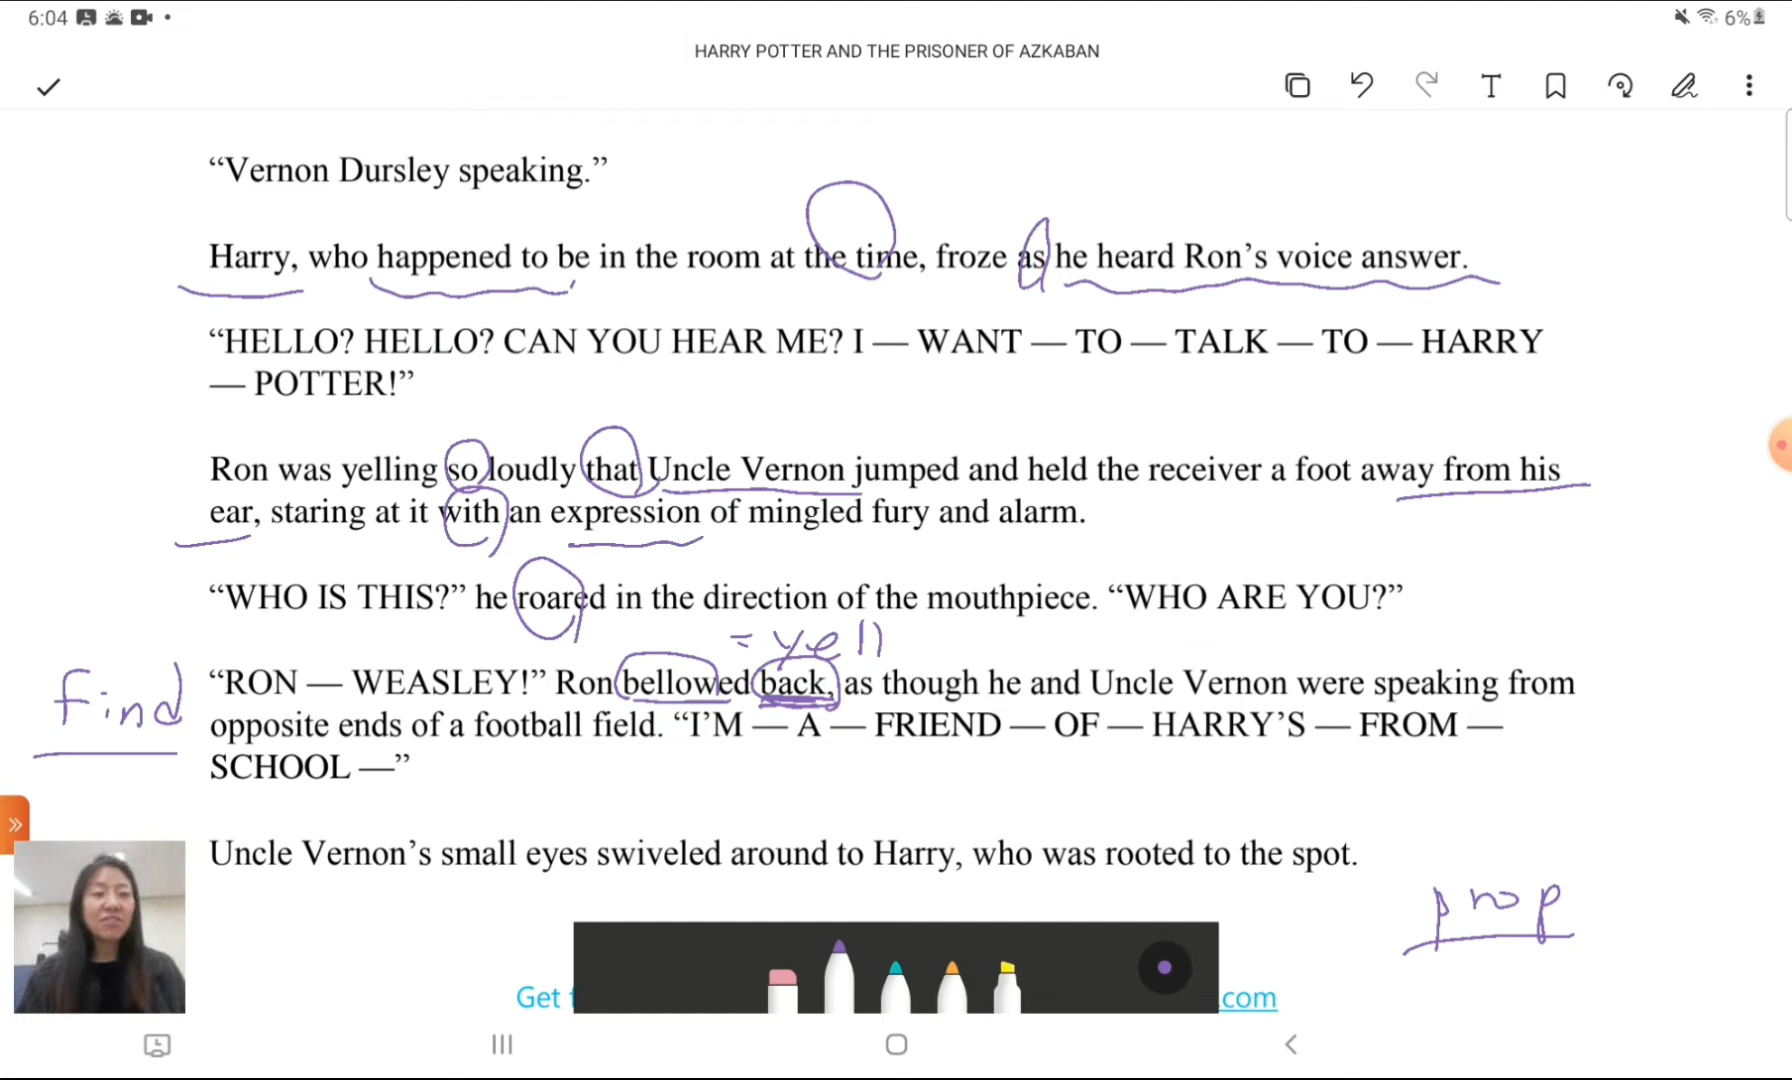 6:04
6%
HARRY POTTER AND THE PRISONER OF AZKABAN
“Vernon Dursley speaking.”
Harry, who happened to be in the room at the time, froze as he heard Ron’s voice answer.
“HELLO? HELLO? CAN YOU HEAR ME? I — WANT — TO — TALK — TO — HARRY
— POTTER!”
Ron was yelling so loudly that Uncle Vernon jumped and held the receiver a foot away from his
ear, staring at it with an expression of mingled fury and alarm.
“WHO IS THIS?” he roared in the direction of the mouthpiece. “WHO ARE YOU?”
= yell
find
“RON — WEASLEY!” Ron bellowed back, as though he and Uncle Vernon were speaking from
opposite ends of a football field. “I’M — A — FRIEND — OF — HARRY’S — FROM —
SCHOOL —”
Uncle Vernon’s small eyes swiveled around to Harry, who was rooted to the spot.
Get
.com